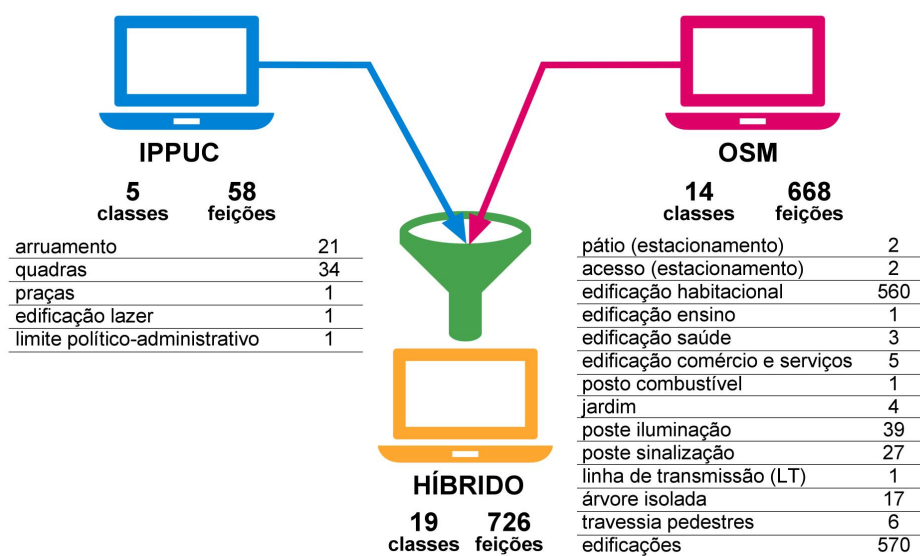 IPPUC
5 58
classes feições
arruamento 21
quadras 34
praças 1
edificação lazer 1
limite político-administrativo 1
OSM
14 668
classes feições
pátio (estacionamento) 2
acesso (estacionamento) 2
edificação habitacional 560
edificação ensino 1
edificação saúde 3
edificação comércio e serviços 5
posto combustível 1
jardim 4
poste iluminação 39
poste sinalização 27
linha de transmissão (LT) 1
árvore isolada 17
travessia pedestres 6
edificações 570
HÍBRIDO
19 726
classes feições